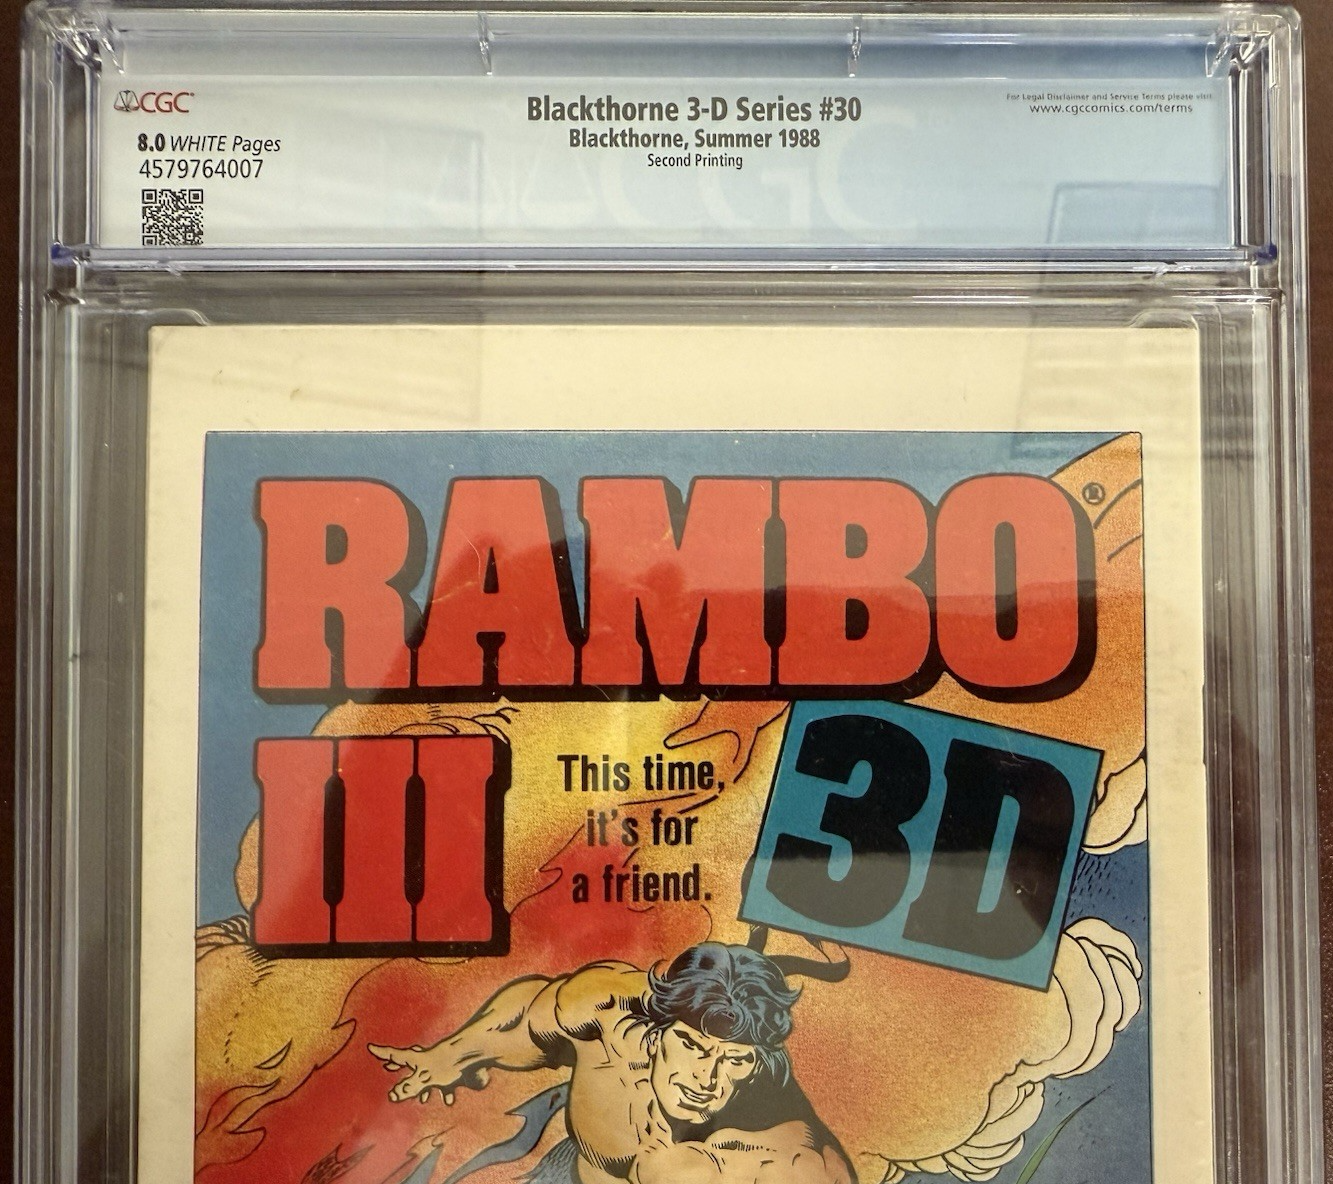 CGC
8.0 WHITE Pages
4579764007
Blackthorne 3-D Series #30
Blackthorne, Summer 1988
Second Printing
For Legal Disclaimer and Service Terms please visit
www.cgccomics.com/terms
RAMBO®
III
This time,
it's for
a friend.
3D